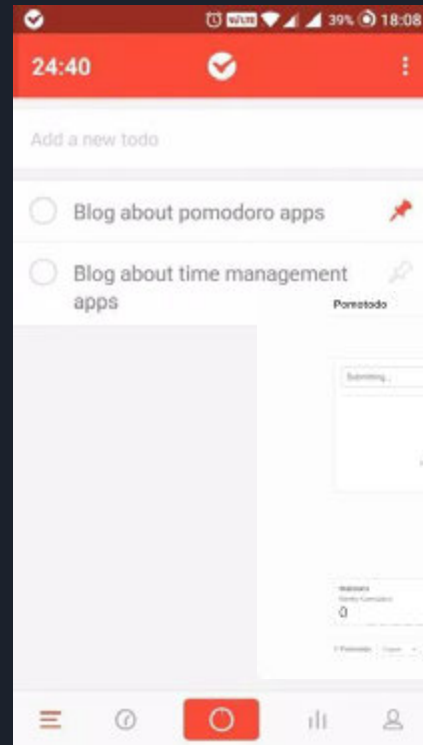 39% 18:08
24:40
Add a new todo
Blog about pomodoro apps
Blog about time management
apps
Pomotodo
Submitting...
0